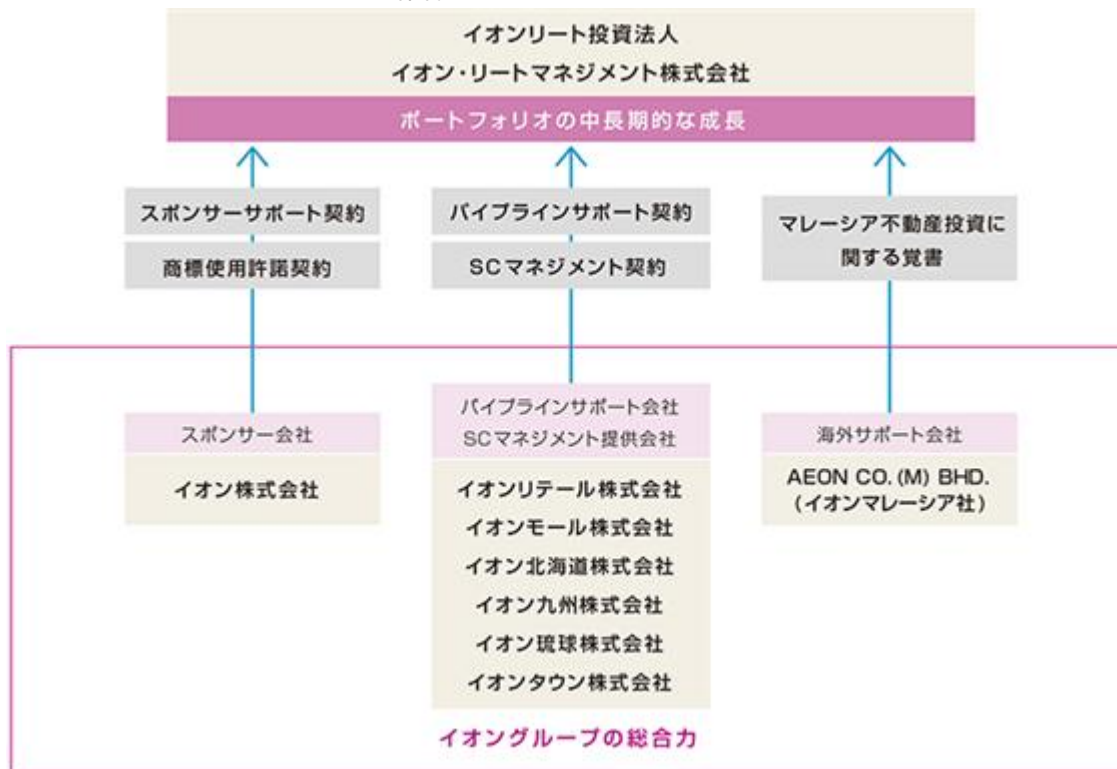 イオンリート投資法人
イオン・リートマネジメント株式会社
ポートフォリオの中長期的な成長
スポンサーサポート契約
商標使用許諾契約
パイプラインサポート契約
SCマネジメント契約
マレーシア不動産投資に
関する覚書
スポンサー会社
イオン株式会社
パイプラインサポート会社
SCマネジメント提供会社
イオンリテール株式会社
イオンモール株式会社
イオン北海道株式会社
イオン九州株式会社
イオン琉球株式会社
イオンタウン株式会社
海外サポート会社
AEON CO. (M) BHD.
(イオンマレーシア社)
イオングループの総合力